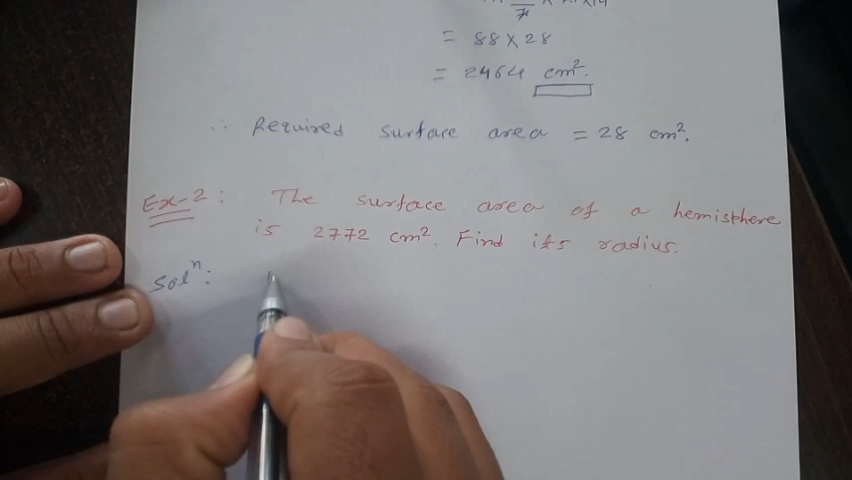 7
= 88 × 28
= 2464 cm².
∴ Required surface area = 28 cm².
Ex-2: The surface area of a hemisphere
is 2772 cm². Find its radius.
Solⁿ: